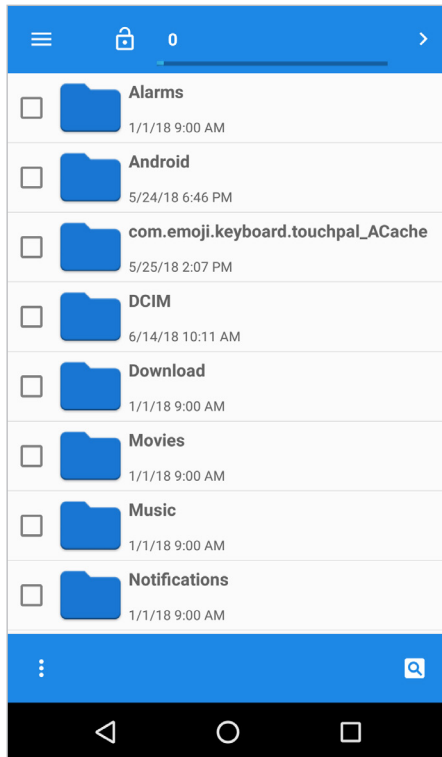 0
Alarms
1/1/18 9:00 AM
Android
5/24/18 6:46 PM
com.emoji.keyboard.touchpal_ACache
5/25/18 2:07 PM
DCIM
6/14/18 10:11 AM
Download
1/1/18 9:00 AM
Movies
1/1/18 9:00 AM
Music
1/1/18 9:00 AM
Notifications
1/1/18 9:00 AM